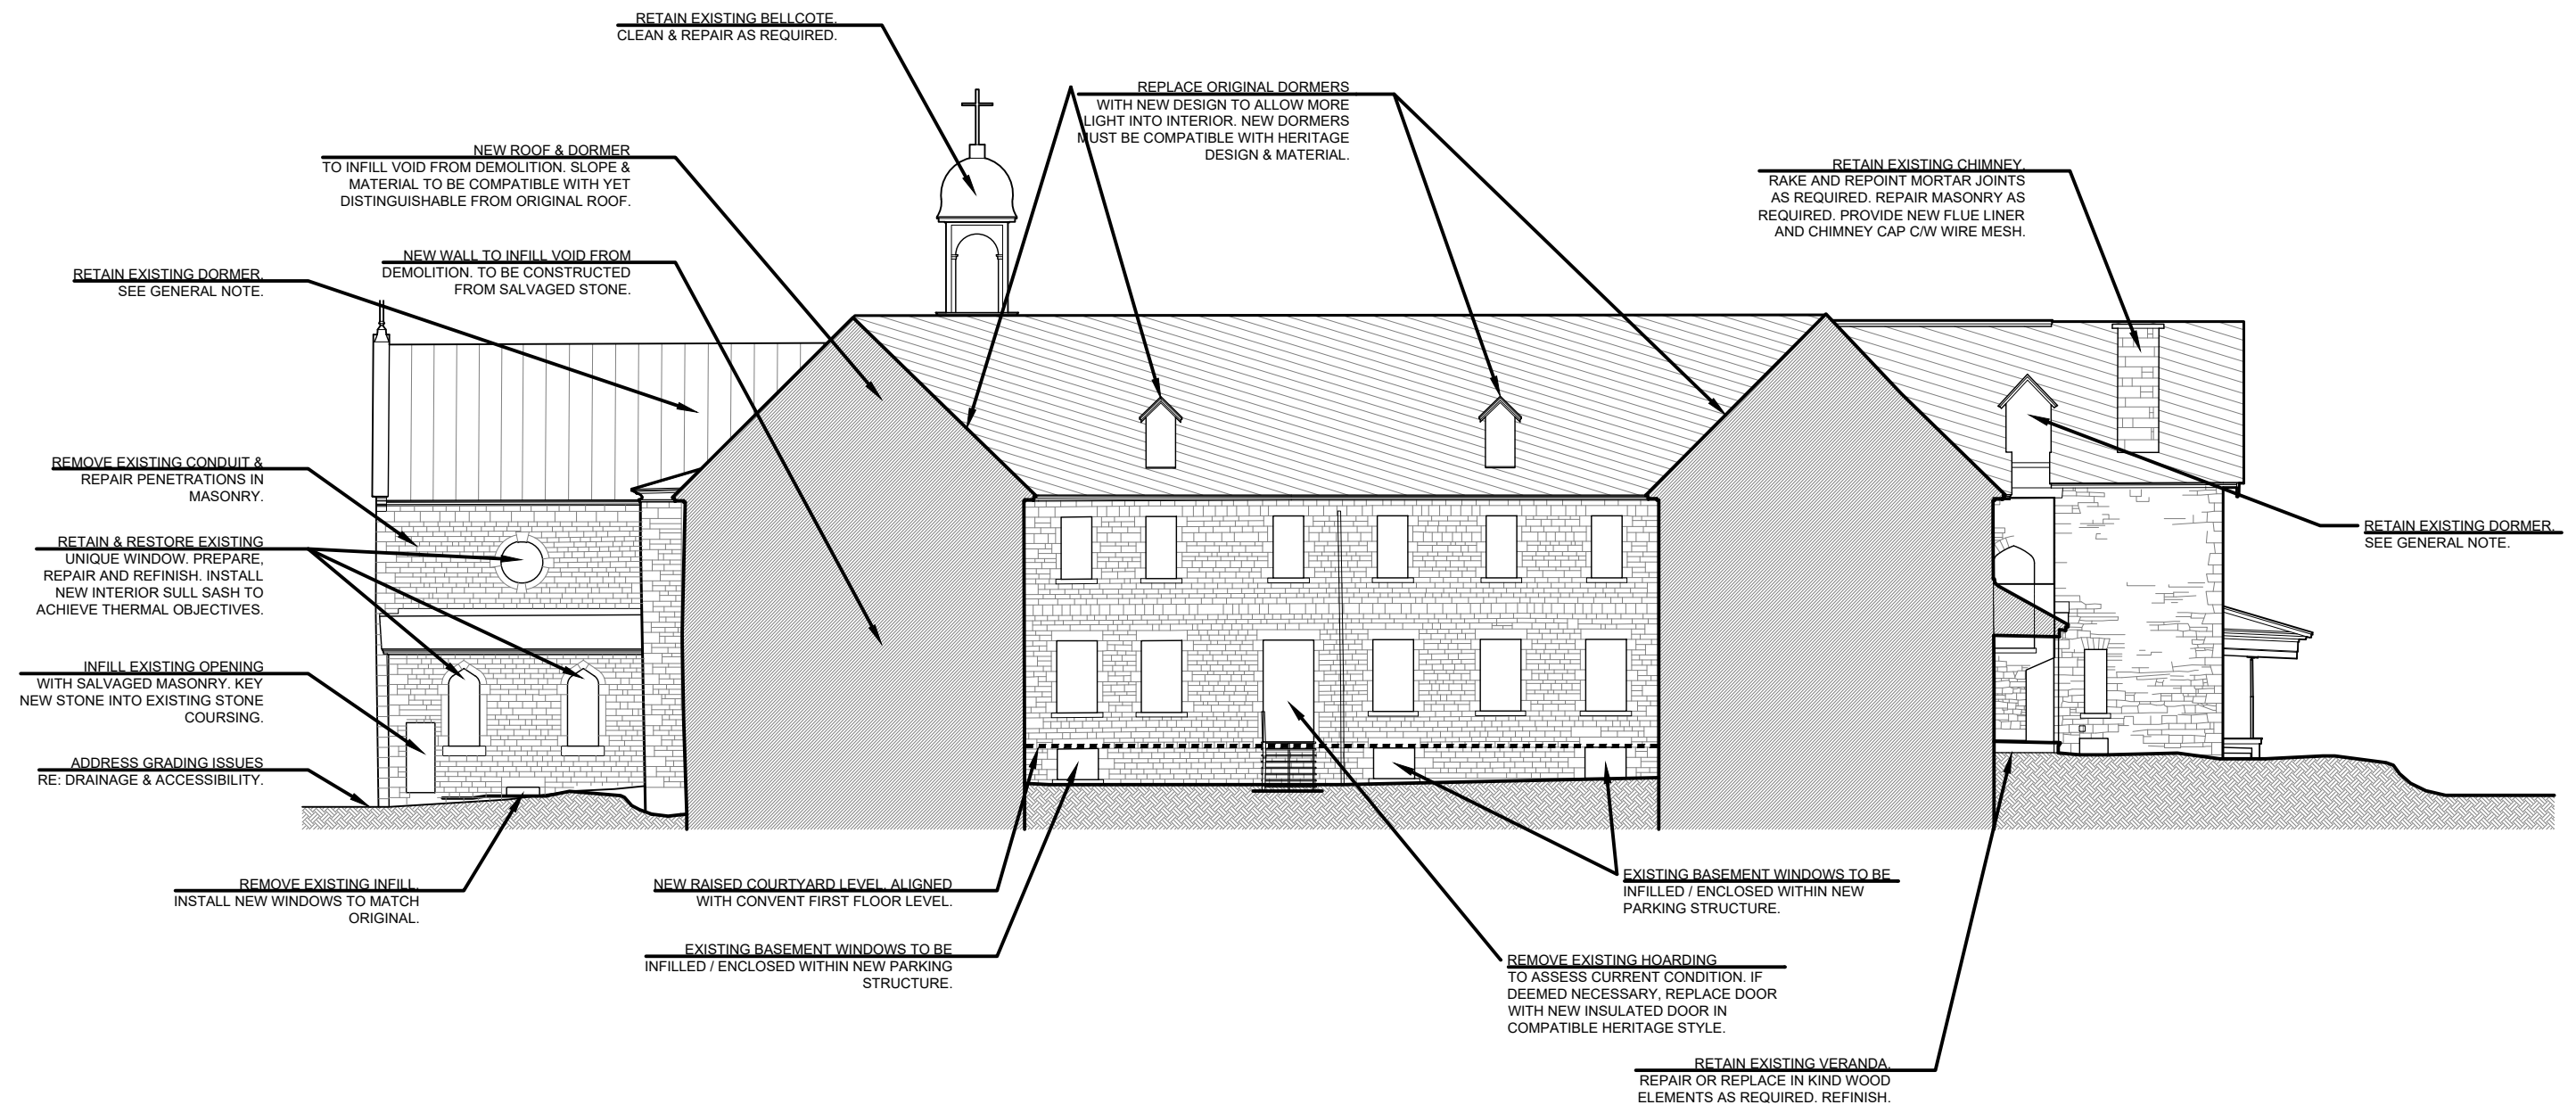 RETAIN EXISTING BELLCOTE.
CLEAN & REPAIR AS REQUIRED.
REPLACE ORIGINAL DORMERS
WITH NEW DESIGN TO ALLOW MORE
LIGHT INTO INTERIOR. NEW DORMERS
MUST BE COMPATIBLE WITH HERITAGE
DESIGN & MATERIAL.
NEW ROOF & DORMER
TO INFILL VOID FROM DEMOLITION. SLOPE &
MATERIAL TO BE COMPATIBLE WITH YET
DISTINGUISHABLE FROM ORIGINAL ROOF.
RETAIN EXISTING CHIMNEY.
RAKE AND REPOINT MORTAR JOINTS
AS REQUIRED. REPAIR MASONRY AS
REQUIRED. PROVIDE NEW FLUE LINER
AND CHIMNEY CAP C/W WIRE MESH.
NEW WALL TO INFILL VOID FROM
DEMOLITION. TO BE CONSTRUCTED
FROM SALVAGED STONE.
RETAIN EXISTING DORMER.
SEE GENERAL NOTE.
REMOVE EXISTING CONDUIT &
REPAIR PENETRATIONS IN
MASONRY.
RETAIN & RESTORE EXISTING
UNIQUE WINDOW. PREPARE,
REPAIR AND REFINISH. INSTALL
NEW INTERIOR SULL SASH TO
ACHIEVE THERMAL OBJECTIVES.
RETAIN EXISTING DORMER.
SEE GENERAL NOTE.
INFILL EXISTING OPENING
WITH SALVAGED MASONRY. KEY
NEW STONE INTO EXISTING STONE
COURSING.
ADDRESS GRADING ISSUES
RE: DRAINAGE & ACCESSIBILITY.
REMOVE EXISTING INFILL.
INSTALL NEW WINDOWS TO MATCH
ORIGINAL.
NEW RAISED COURTYARD LEVEL, ALIGNED
WITH CONVENT FIRST FLOOR LEVEL.
EXISTING BASEMENT WINDOWS TO BE
INFILLED / ENCLOSED WITHIN NEW
PARKING STRUCTURE.
EXISTING BASEMENT WINDOWS TO BE
INFILLED / ENCLOSED WITHIN NEW PARKING
STRUCTURE.
REMOVE EXISTING HOARDING
TO ASSESS CURRENT CONDITION. IF
DEEMED NECESSARY, REPLACE DOOR
WITH NEW INSULATED DOOR IN
COMPATIBLE HERITAGE STYLE.
RETAIN EXISTING VERANDA.
REPAIR OR REPLACE IN KIND WOOD
ELEMENTS AS REQUIRED. REFINISH.